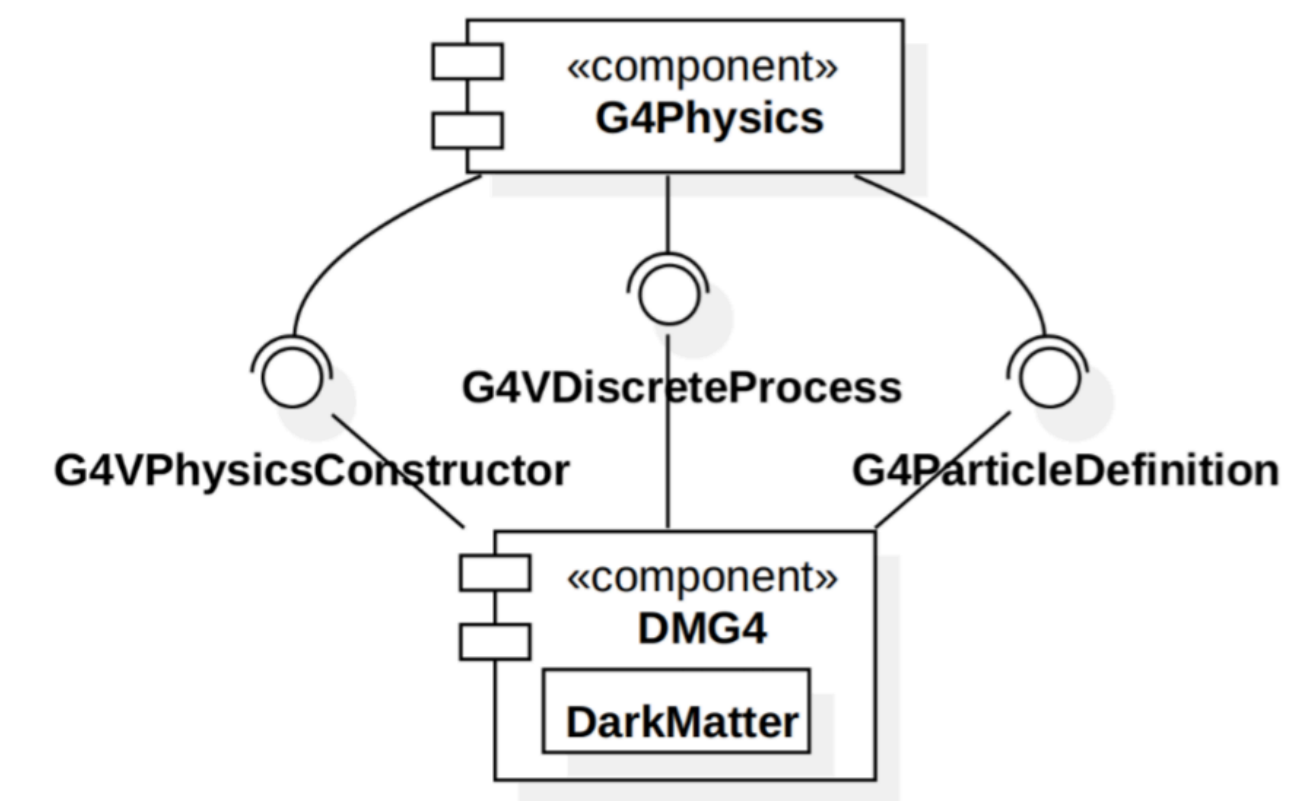 «component»
G4Physics
G4VDiscreteProcess
G4VPhysicsConstructor
G4ParticleDefinition
«component»
DMG4
DarkMatter